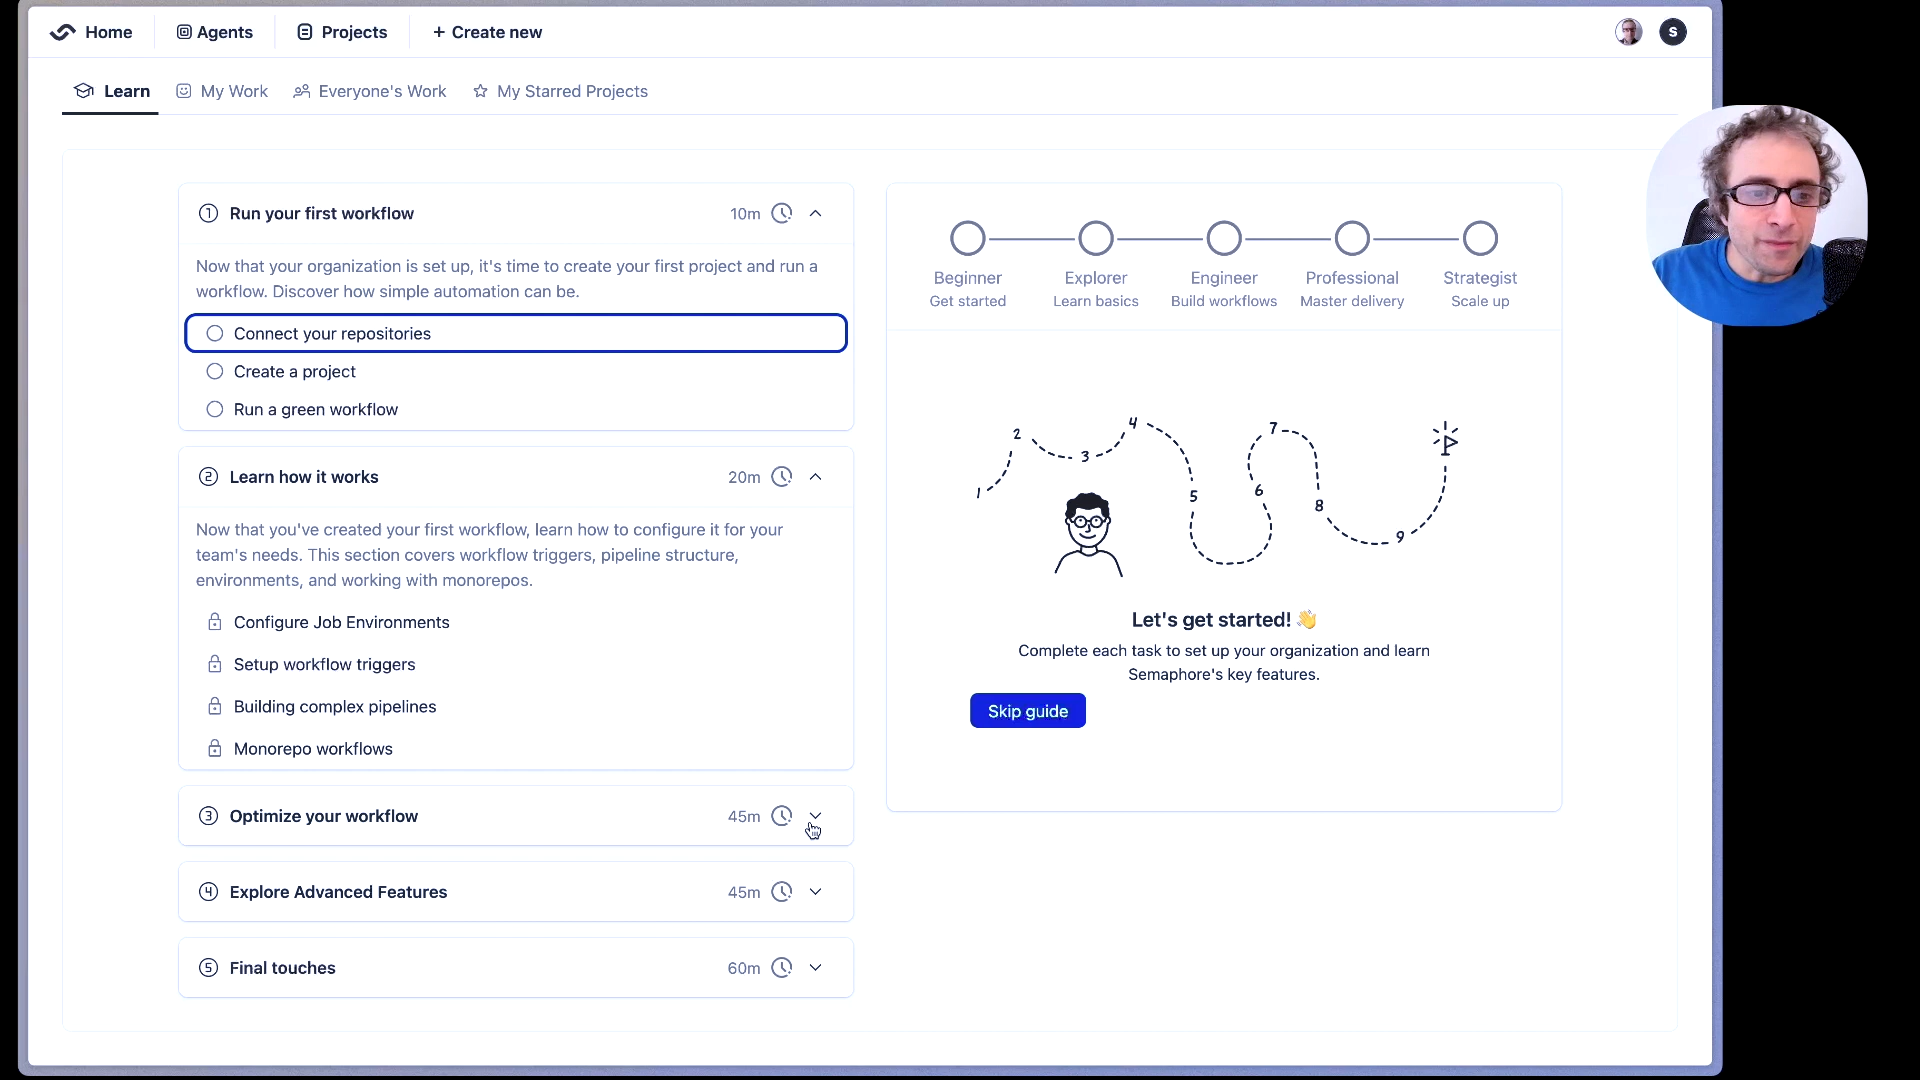 Home
Agents
Projects
+ Create new
S
Learn
My Work
Everyone's Work
My Starred Projects
1 Run your first workflow 10m
Now that your organization is set up, it's time to create your first project and run a
workflow. Discover how simple automation can be.
Connect your repositories
Create a project
Run a green workflow
2 Learn how it works 20m
Now that you've created your first workflow, learn how to configure it for your
team's needs. This section covers workflow triggers, pipeline structure,
environments, and working with monorepos.
Configure Job Environments
Setup workflow triggers
Building complex pipelines
Monorepo workflows
3 Optimize your workflow 45m
4 Explore Advanced Features 45m
5 Final touches 60m
Beginner Explorer Engineer Professional Strategist
Get started Learn basics Build workflows Master delivery Scale up
1 2 3 4 5 6 7 8 9
Let's get started! 👋
Complete each task to set up your organization and learn
Semaphore's key features.
Skip guide